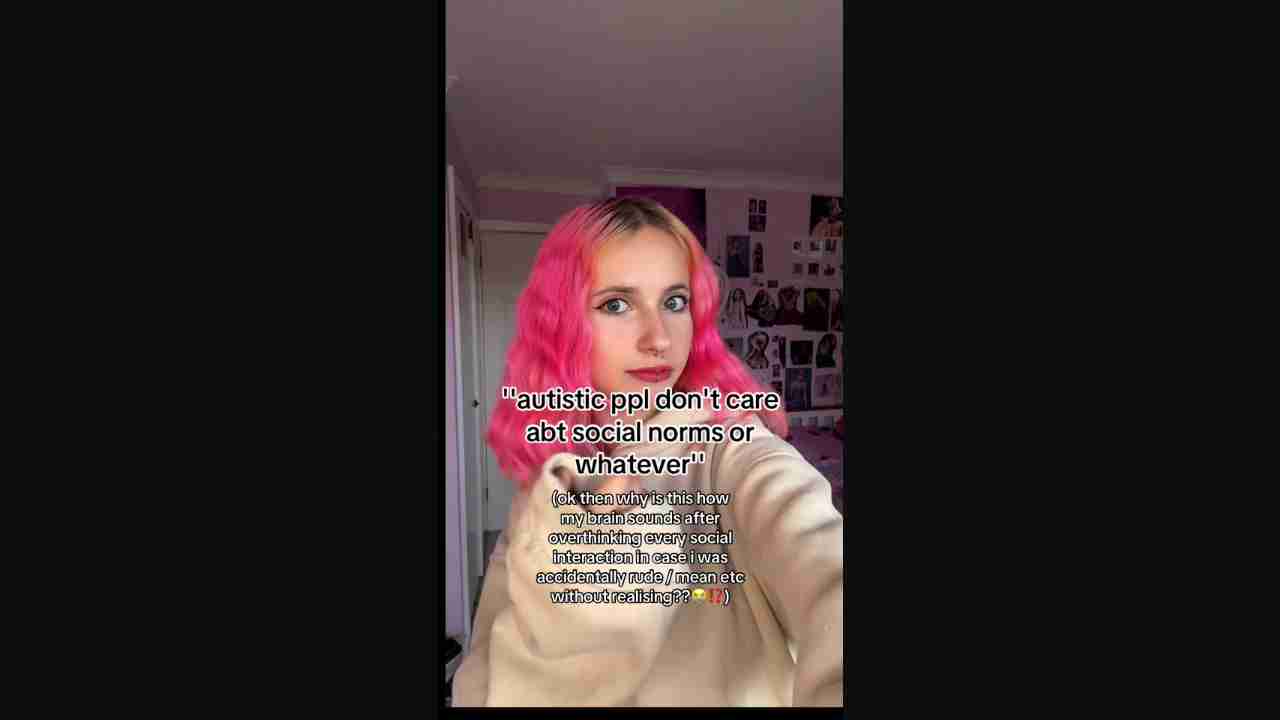 "autistic ppl don't care
abt social norms or
whatever"
(ok then why is this how
my brain sounds after
overthinking every social
interaction in case i was
accidentally rude / mean etc
without realising??😭⁉️)